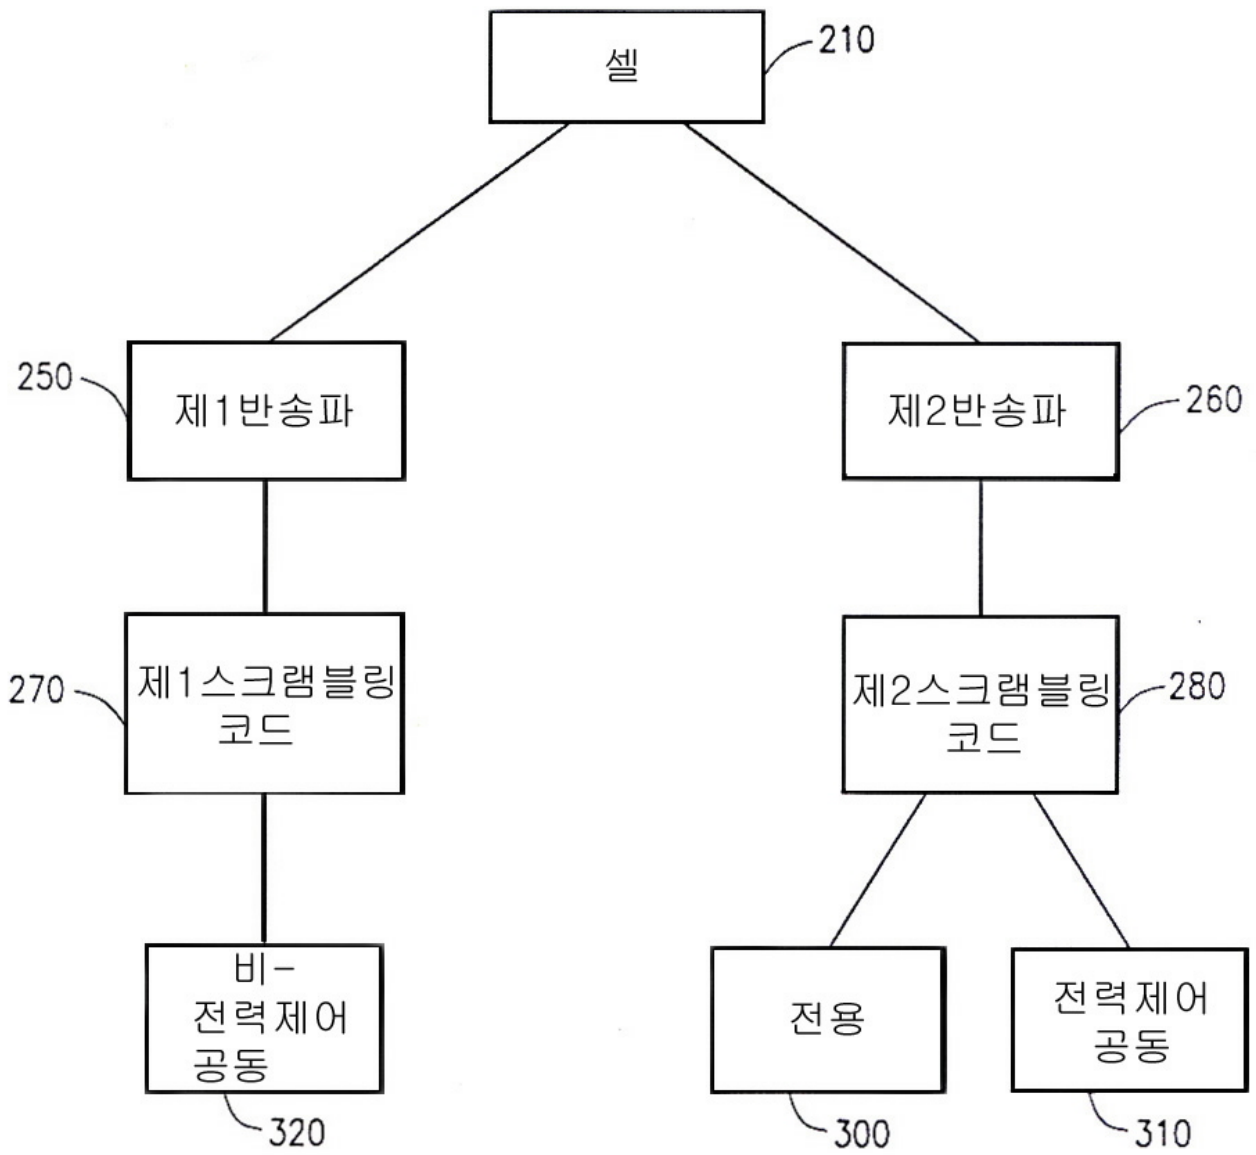 셀
210
250
제1반송파
제2반송파
260
270
제1스크램블링
코드
제2스크램블링
코드
280
비-
전력제어
공동
전용
전력제어
공동
320
300
310